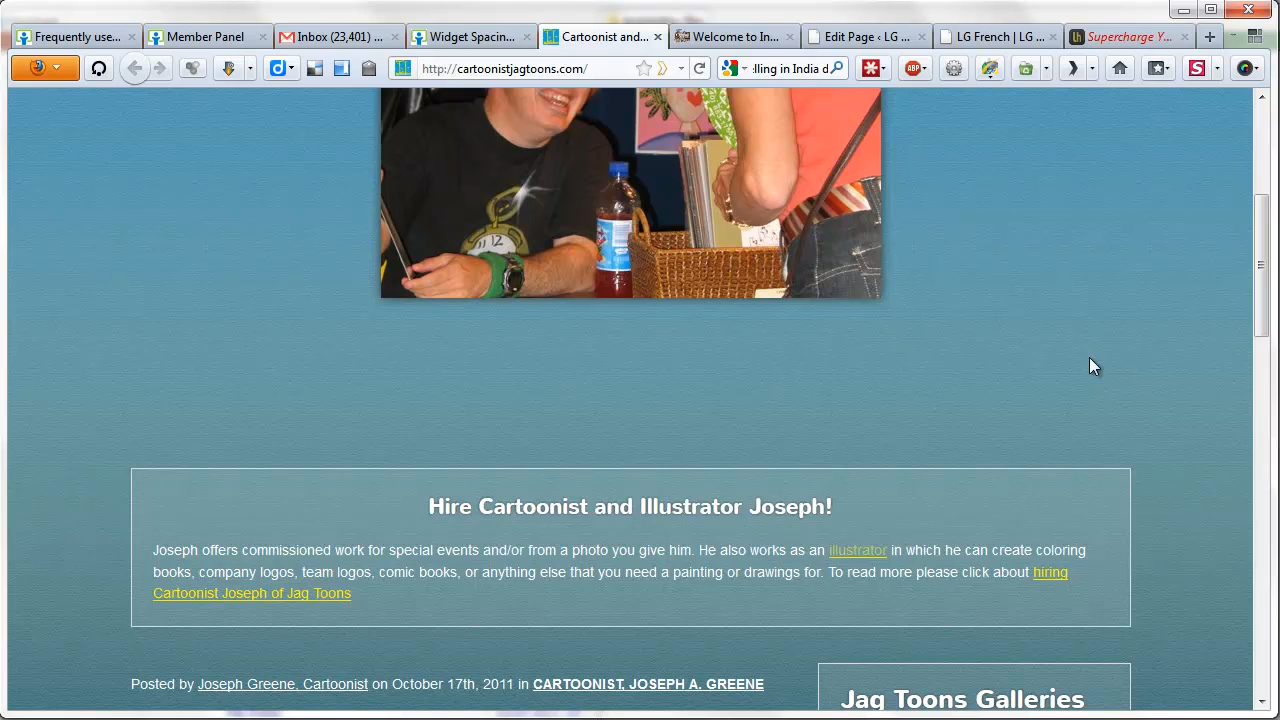 Frequently use...
Member Panel
Inbox (23,401) ...
Widget Spacin...
Cartoonist and...
Welcome to In...
Edit Page ‹ LG ...
LG French | LG ...
Supercharge Y...
http://cartoonistjagtoons.com/
lling in India d
ABP
12
Hire Cartoonist and Illustrator Joseph!
Joseph offers commissioned work for special events and/or from a photo you give him. He also works as an illustrator in which he can create coloring
books, company logos, team logos, comic books, or anything else that you need a painting or drawings for. To read more please click about hiring
Cartoonist Joseph of Jag Toons
Posted by Joseph Greene, Cartoonist on October 17th, 2011 in CARTOONIST, JOSEPH A. GREENE
Jag Toons Galleries